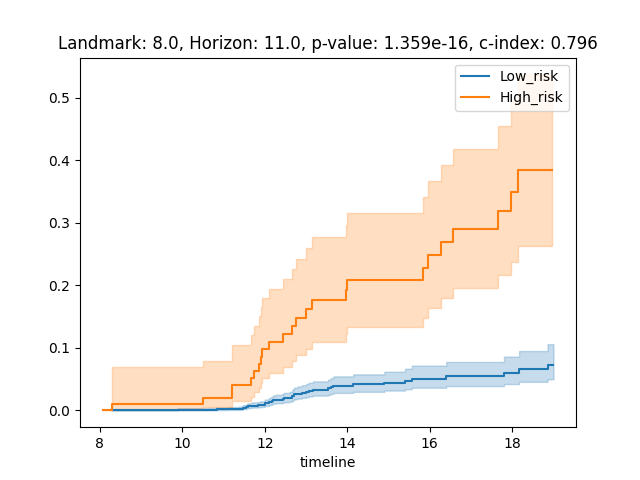 Landmark: 8.0, Horizon: 11.0, p-value: 1.359e-16, c-index: 0.796
Low_risk
High_risk
0.5
0.4
0.3
0.2
0.1
0.0
8 10 12 14 16 18
timeline